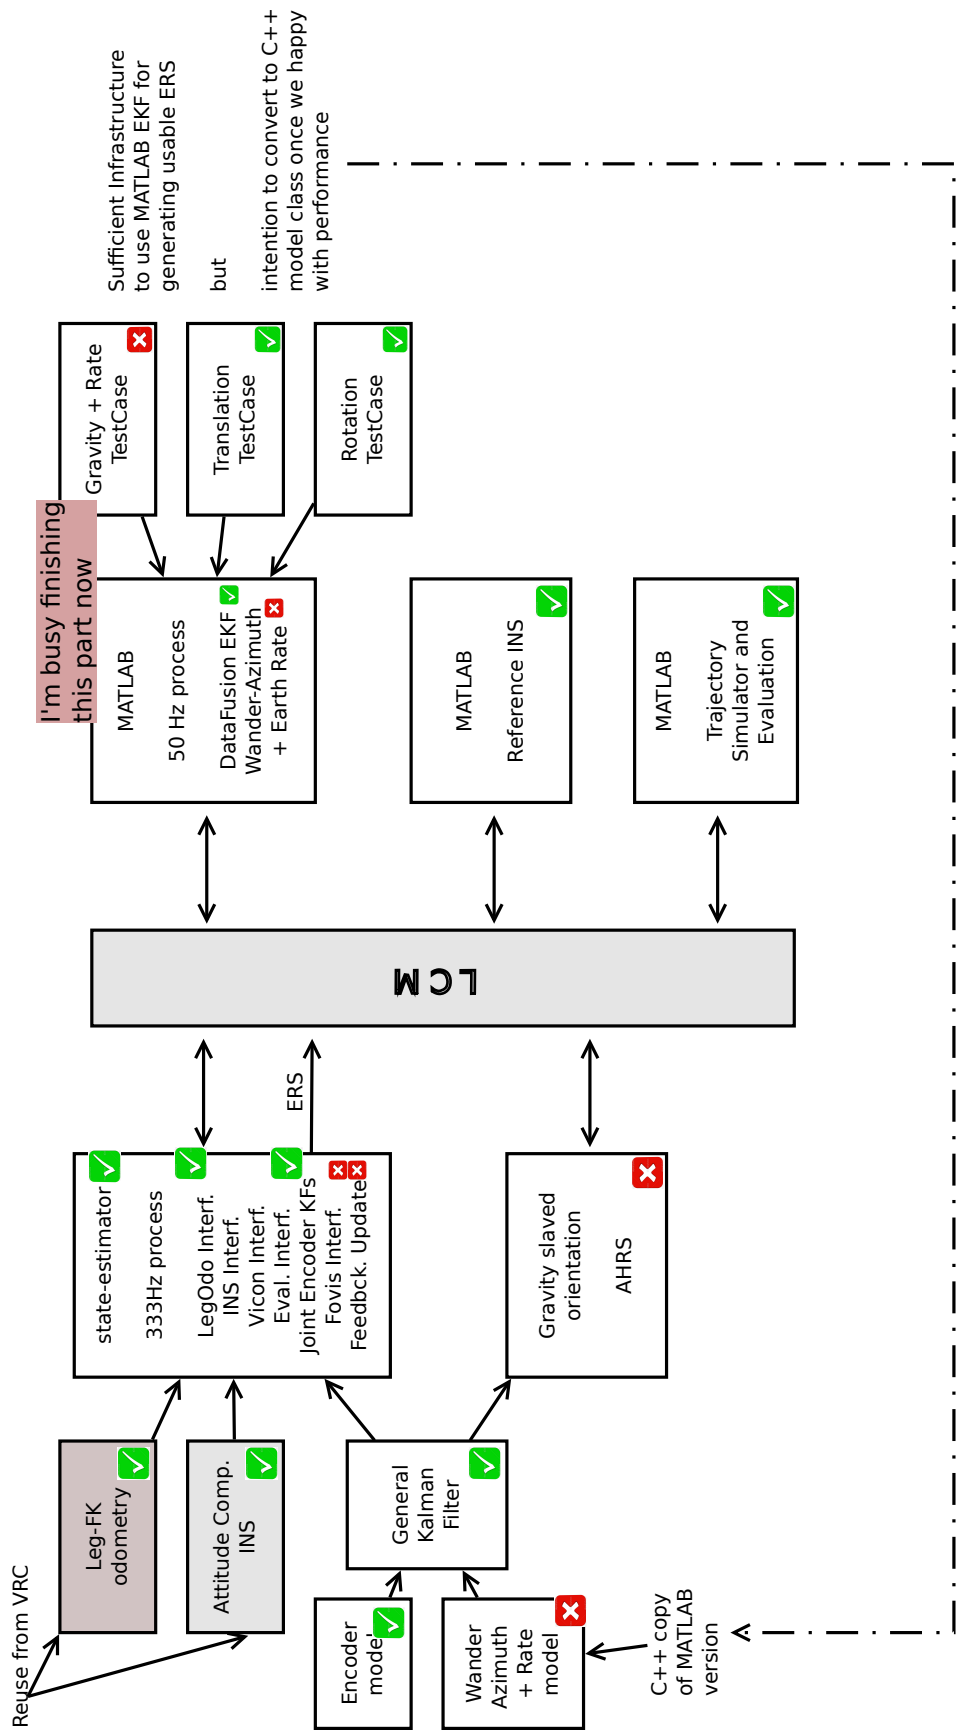 Reuse from VRC
Leg-FK
odometry
Attitude Comp.
INS
Encoder
model
Wander
Azimuth
+ Rate
model
C++ copy
of MATLAB
version
General
Kalman
Filter
state-estimator
333Hz process
LegOdo Interf.
INS Interf.
Vicon Interf.
Eval. Interf.
Joint Encoder KFs
Fovis Interf.
Feedbck. Update
Gravity slaved
orientation
AHRS
ERS
LCM
I'm busy finishing
this part now
MATLAB
50 Hz process
DataFusion EKF
Wander-Azimuth
+ Earth Rate
MATLAB
Reference INS
MATLAB
Trajectory
Simulator and
Evaluation
Gravity + Rate
TestCase
Translation
TestCase
Rotation
TestCase
Sufficient Infrastructure
to use MATLAB EKF for
generating usable ERS
but
intention to convert to C++
model class once we happy
with performance